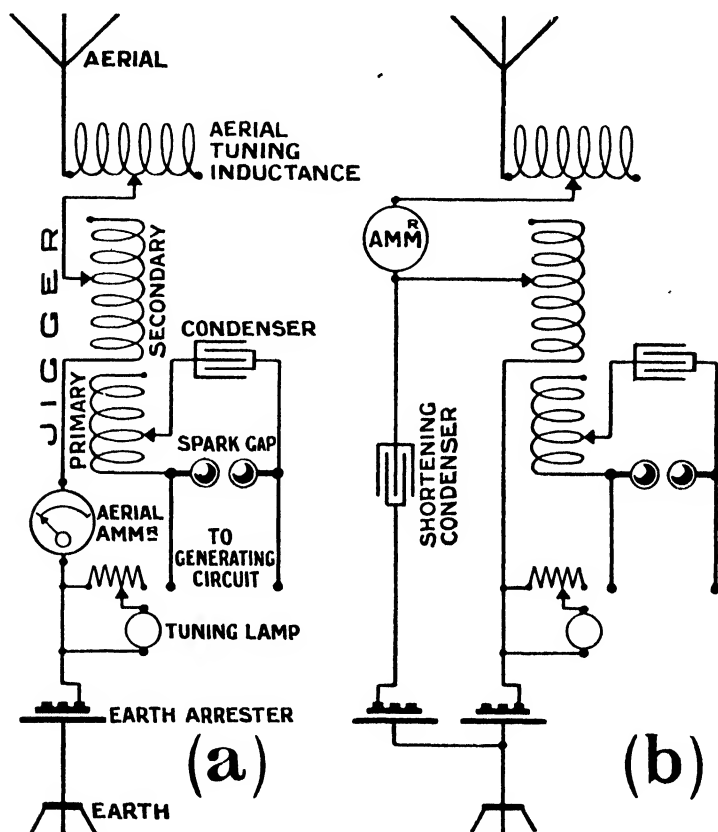 AERIAL
AERIAL
TUNING
INDUCTANCE
JIGGER
SECONDARY
PRIMARY
CONDENSER
SPARK GAP
AERIAL
AMMR
TO
GENERATING
CIRCUIT
TUNING LAMP
EARTH ARRESTER
EARTH
(a)
AMMR
SHORTENING
CONDENSER
(b)